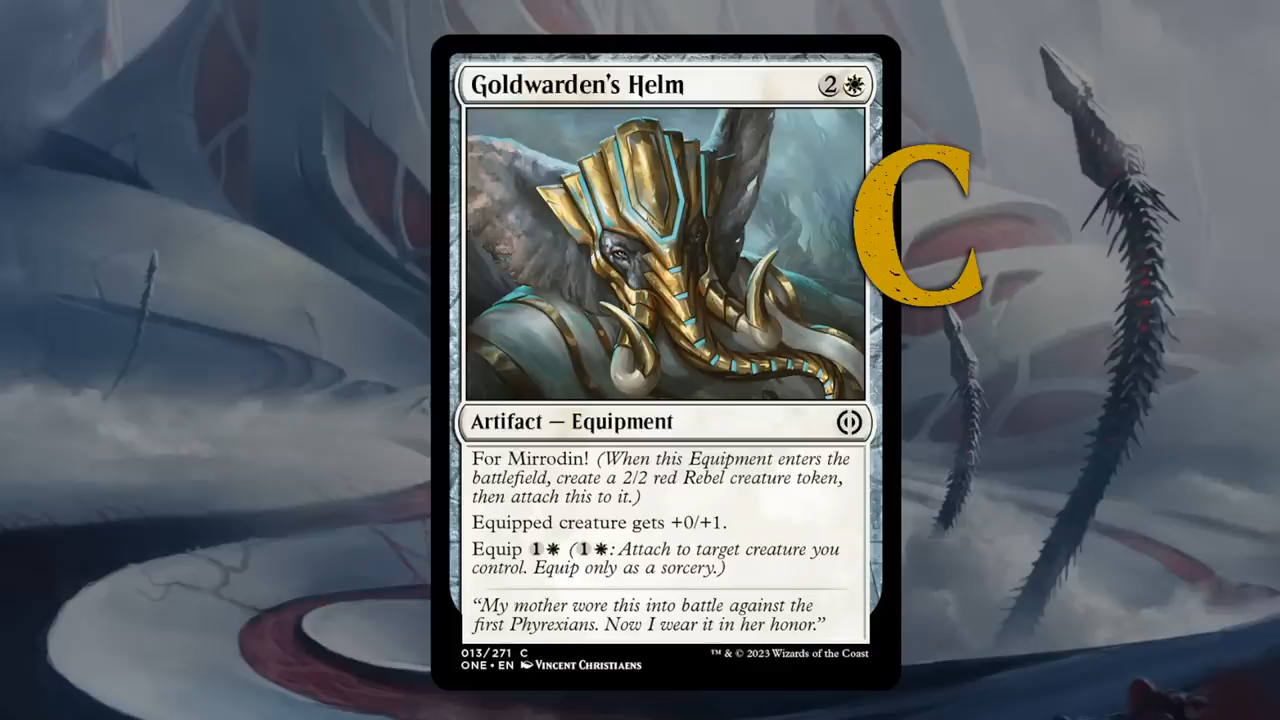 Goldwarden's Helm
2
C
Artifact — Equipment
For Mirrodin! (When this Equipment enters the
battlefield, create a 2/2 red Rebel creature token,
then attach this to it.)
Equipped creature gets +0/+1.
Equip 1 (1 : Attach to target creature you
control. Equip only as a sorcery.)
“My mother wore this into battle against the
first Phyrexians. Now I wear it in her honor.”
013/271 C
ONE • EN Vincent Christiaens
™ & © 2023 Wizards of the Coast